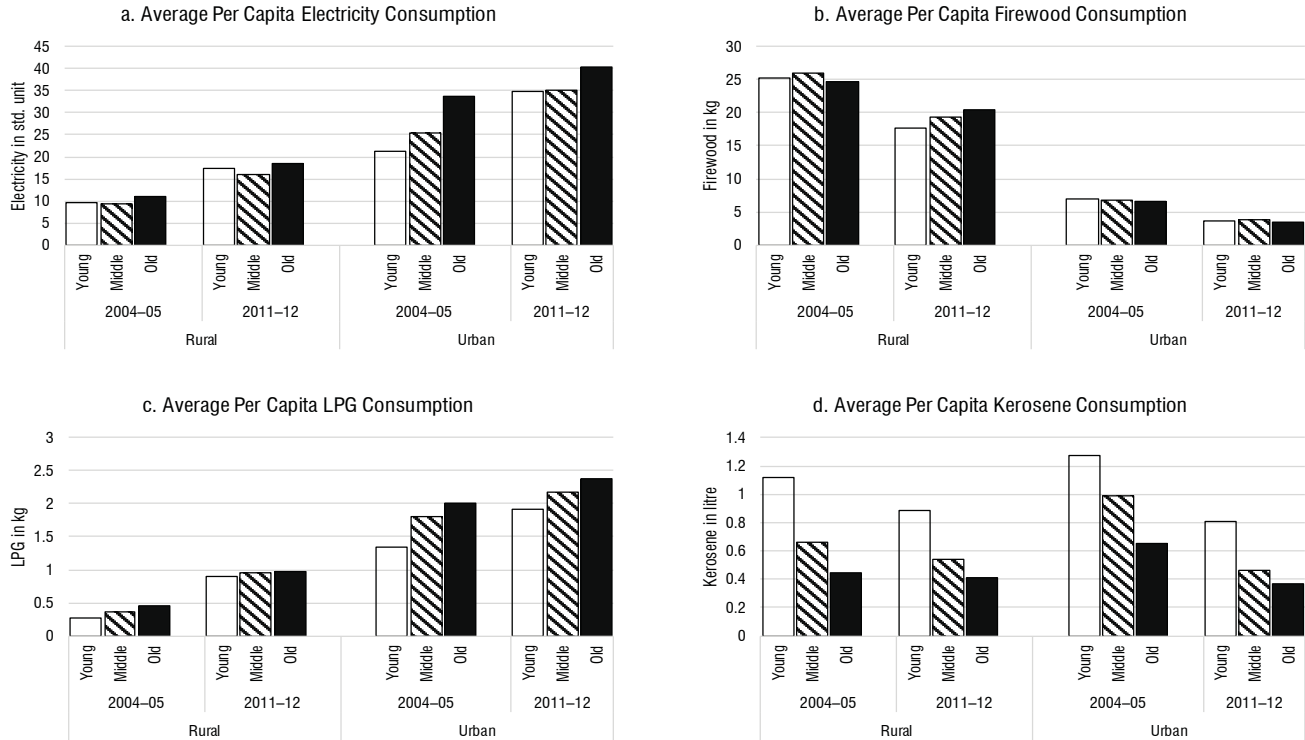 a. Average Per Capita Electricity Consumption
Electricity in std. unit
45
40
35
30
25
20
15
10
5
0
Young Middle Old Young Middle Old Young Middle Old Young Middle Old
2004–05 2011–12 2004–05 2011–12
Rural Urban
b. Average Per Capita Firewood Consumption
Firewood in kg
30
25
20
15
10
5
0
Young Middle Old Young Middle Old Young Middle Old Young Middle Old
2004–05 2011–12 2004–05 2011–12
Rural Urban
c. Average Per Capita LPG Consumption
LPG in kg
3
2.5
2
1.5
1
0.5
0
Young Middle Old Young Middle Old Young Middle Old Young Middle Old
2004–05 2011–12 2004–05 2011–12
Rural Urban
d. Average Per Capita Kerosene Consumption
Kerosene in litre
1.4
1.2
1
0.8
0.6
0.4
0.2
0
Young Middle Old Young Middle Old Young Middle Old Young Middle Old
2004–05 2011–12 2004–05 2011–12
Rural Urban